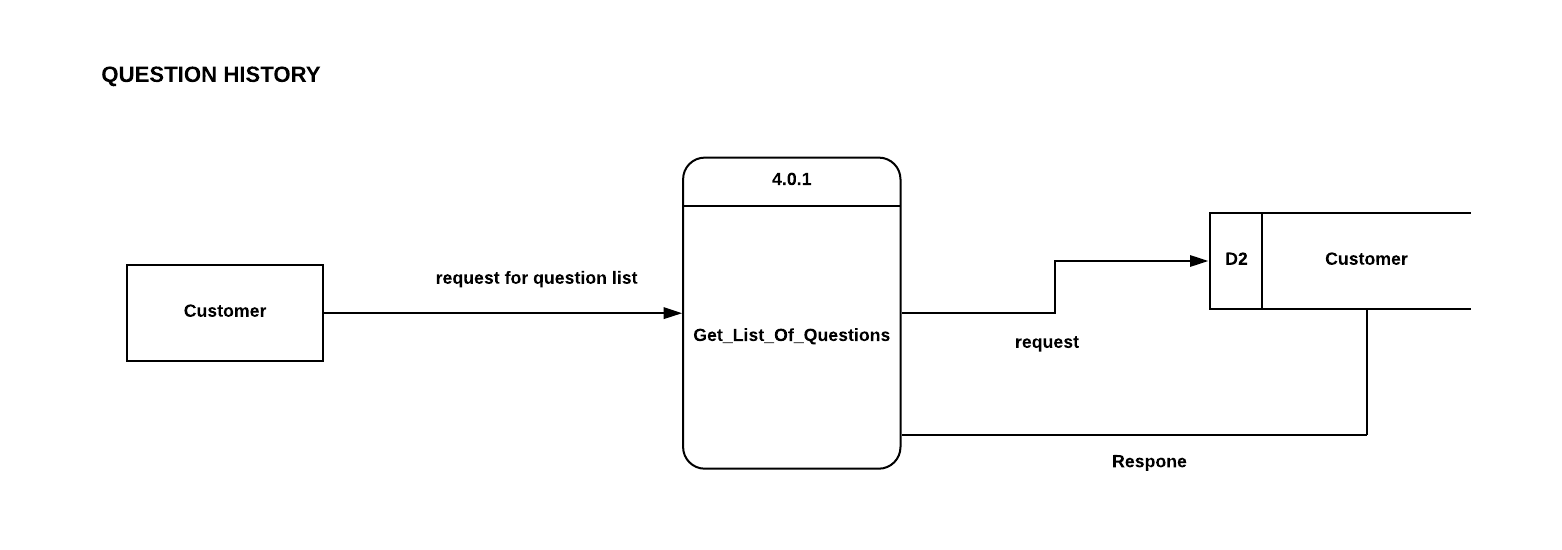 QUESTION HISTORY
4.0.1
request for question list
Customer
Get_List_Of_Questions
D2
Customer
request
Respone